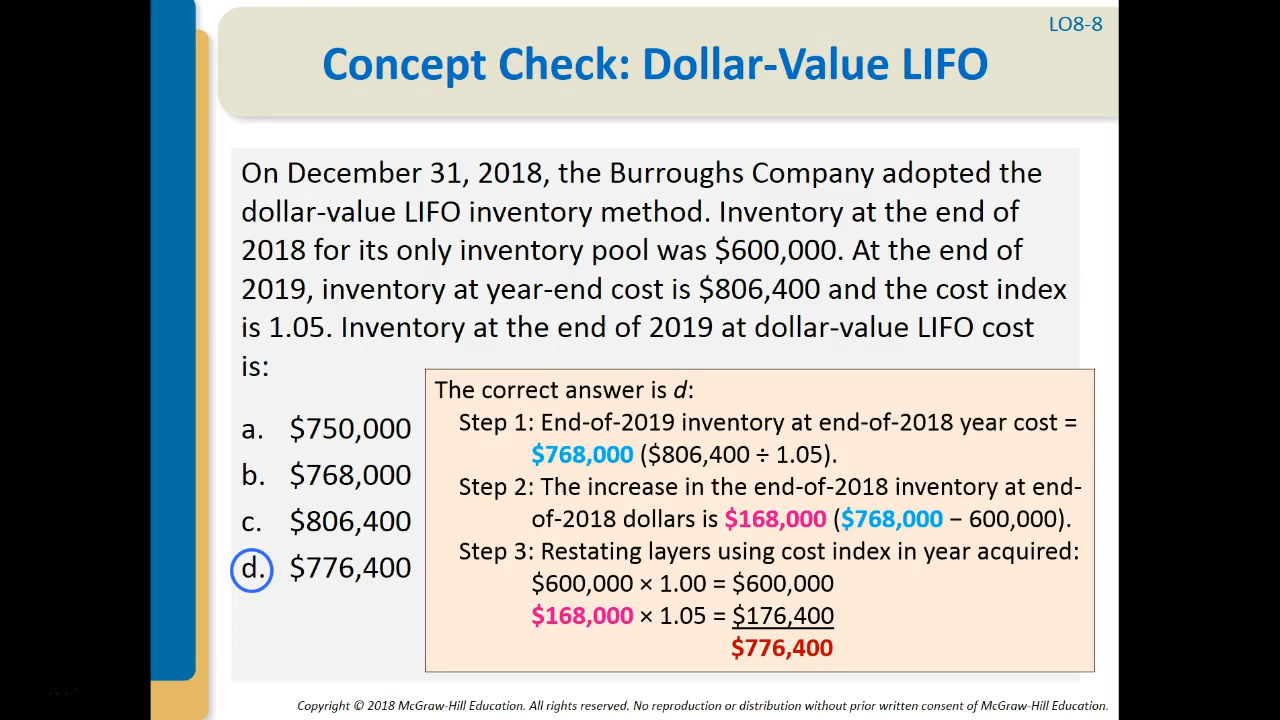 LO8-8
Concept Check: Dollar-Value LIFO
On December 31, 2018, the Burroughs Company adopted the
dollar-value LIFO inventory method. Inventory at the end of
2018 for its only inventory pool was $600,000. At the end of
2019, inventory at year-end cost is $806,400 and the cost index
is 1.05. Inventory at the end of 2019 at dollar-value LIFO cost
is:
a. $750,000
b. $768,000
c. $806,400
d. $776,400
The correct answer is d:
Step 1: End-of-2019 inventory at end-of-2018 year cost =
$768,000 ($806,400 ÷ 1.05).
Step 2: The increase in the end-of-2018 inventory at end-
of-2018 dollars is $168,000 ($768,000 − 600,000).
Step 3: Restating layers using cost index in year acquired:
$600,000 × 1.00 = $600,000
$168,000 × 1.05 = $176,400
$776,400
Copyright © 2018 McGraw-Hill Education. All rights reserved. No reproduction or distribution without prior written consent of McGraw-Hill Education.